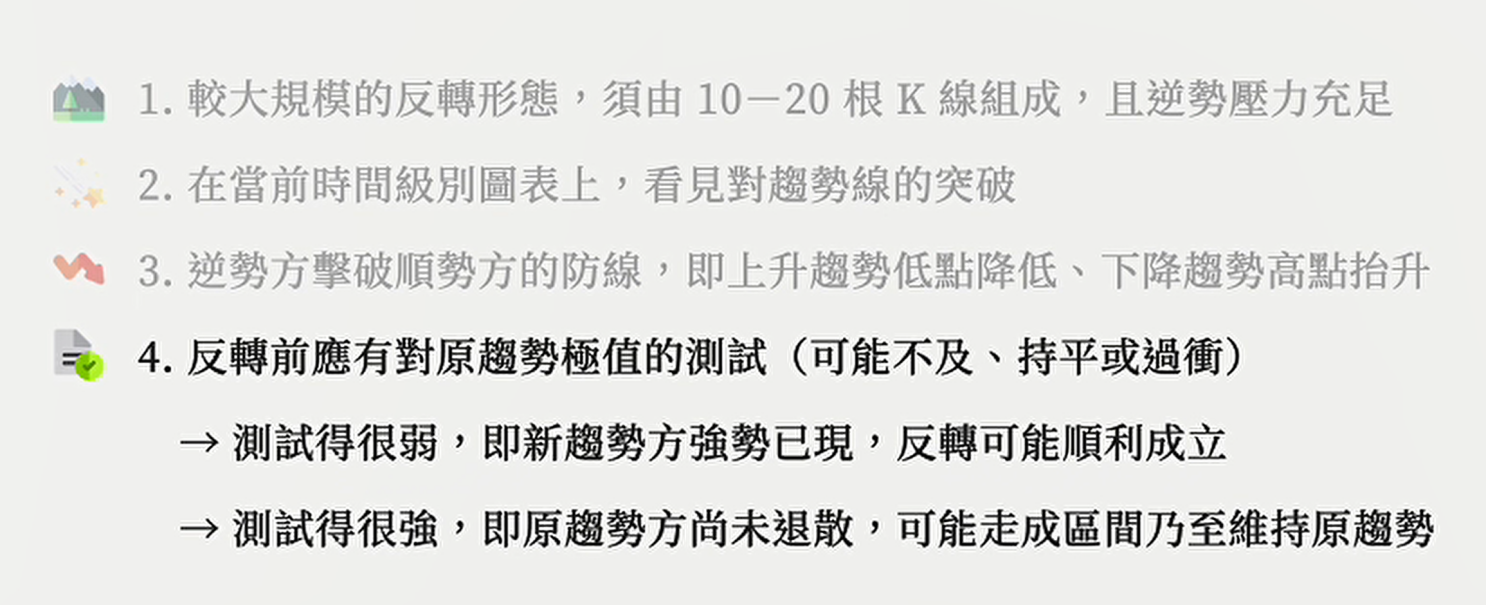 1. 較大規模的反轉形態，須由 10－20 根 K 線組成，且逆勢壓力充足
2. 在當前時間級別圖表上，看見對趨勢線的突破
3. 逆勢方擊破順勢方的防線，即上升趨勢低點降低、下降趨勢高點抬升
4. 反轉前應有對原趨勢極值的測試（可能不及、持平或過衝）
→ 測試得很弱，即新趨勢方強勢已現，反轉可能順利成立
→ 測試得很強，即原趨勢方尚未退散，可能走成區間乃至維持原趨勢